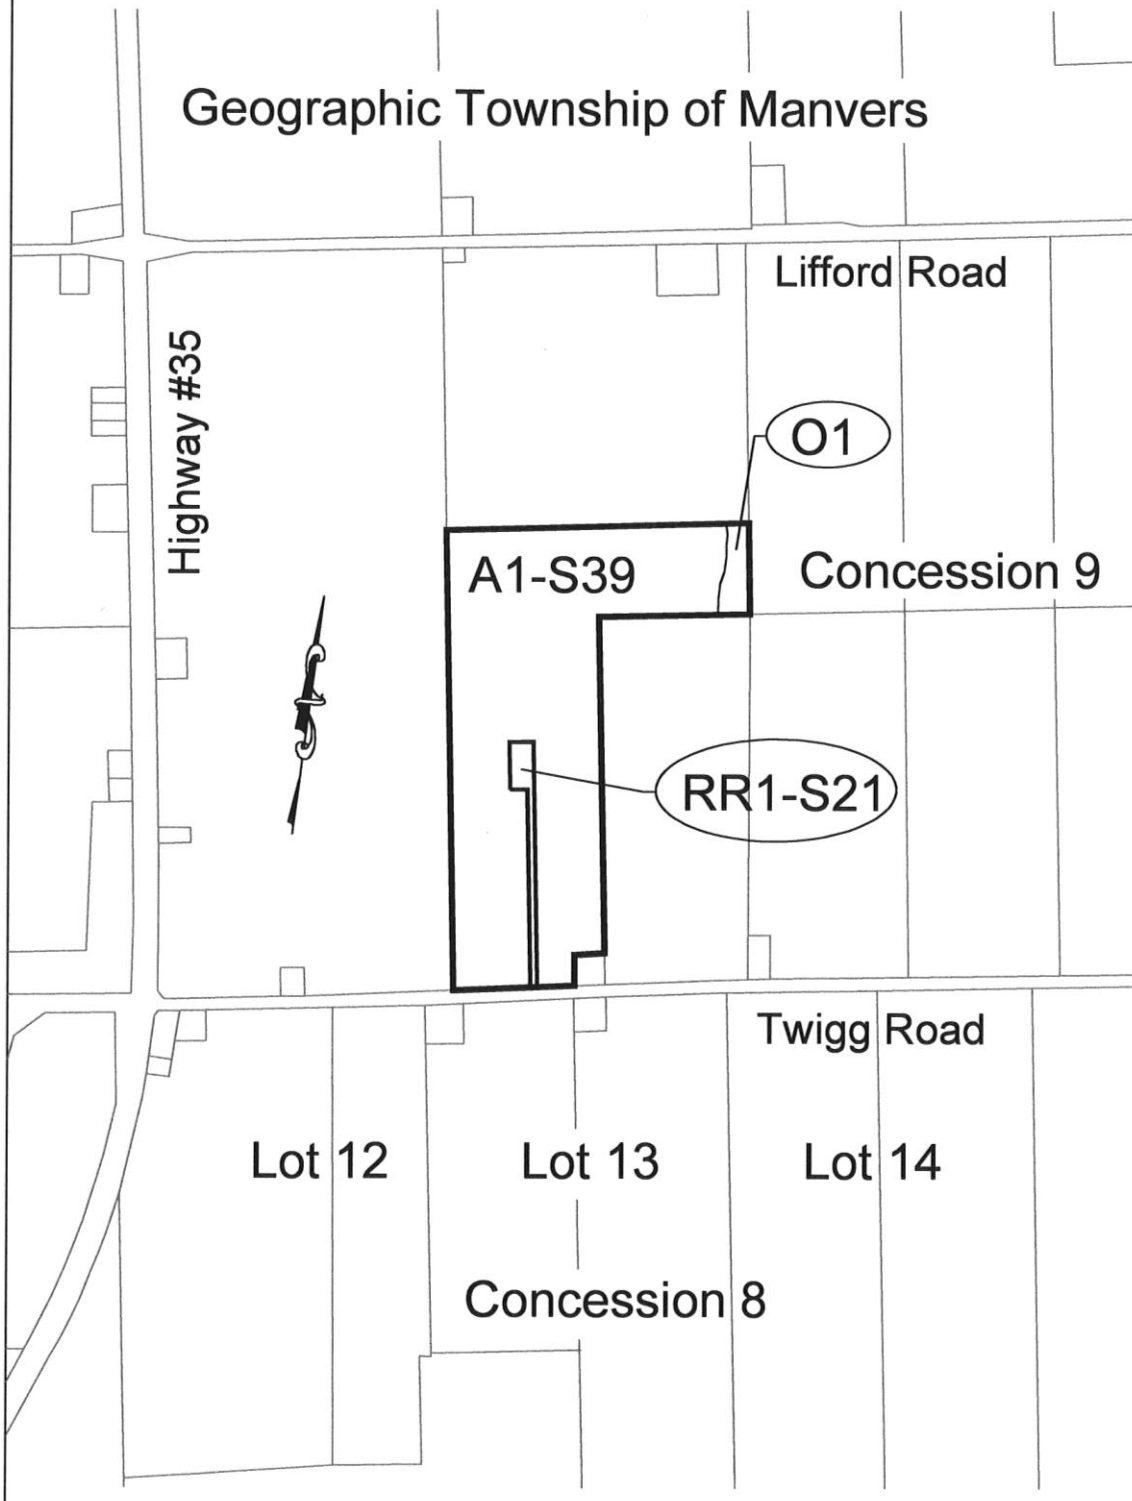 Geographic Township of Manvers
Lifford Road
Highway #35
O1
A1-S39
Concession 9
RR1-S21
Twigg Road
Lot 12
Lot 13
Lot 14
Concession 8